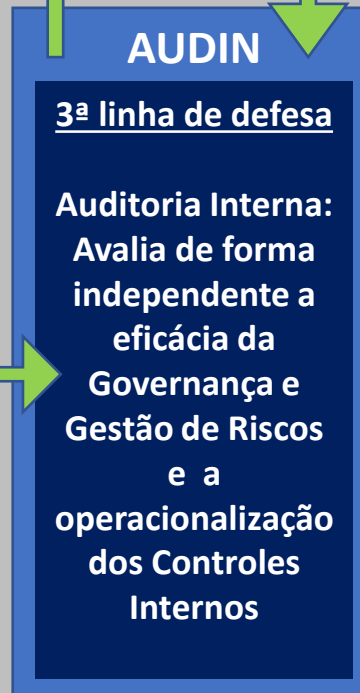 AUDIN
3ª linha de defesa
Auditoria Interna:
Avalia de forma
independente a
eficácia da
Governança e
Gestão de Riscos
e a
operacionalização
dos Controles
Internos